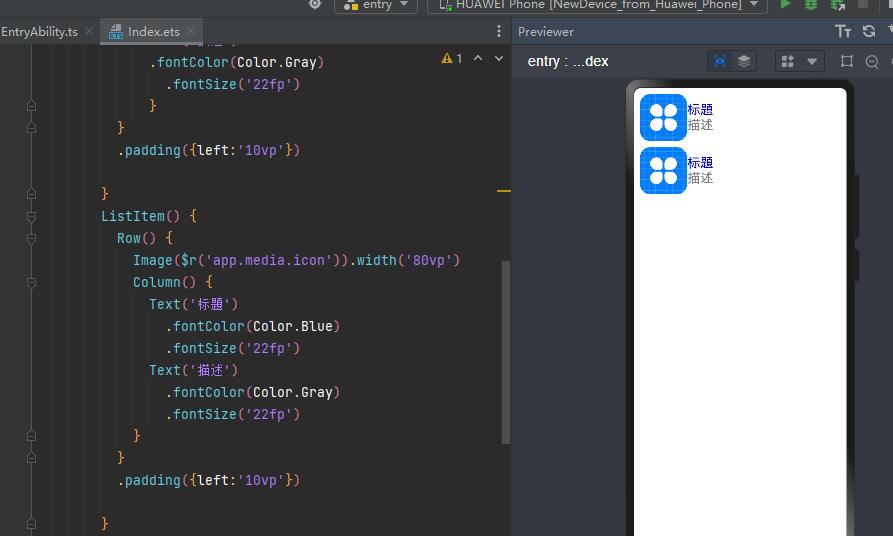 entry
HUAWEI Phone [NewDevice_from_Huawei_Phone]
EntryAbility.ts
Index.ets
Previewer
Tт
entry : ...dex
1
.fontColor(Color.Gray)
.fontSize('22fp')
}
}
.padding({left:'10vp'})
}
ListItem() {
Row() {
Image($r('app.media.icon')).width('80vp')
Column() {
Text('标题')
.fontColor(Color.Blue)
.fontSize('22fp')
Text('描述')
.fontColor(Color.Gray)
.fontSize('22fp')
}
}
.padding({left:'10vp'})
}
标题
描述
标题
描述